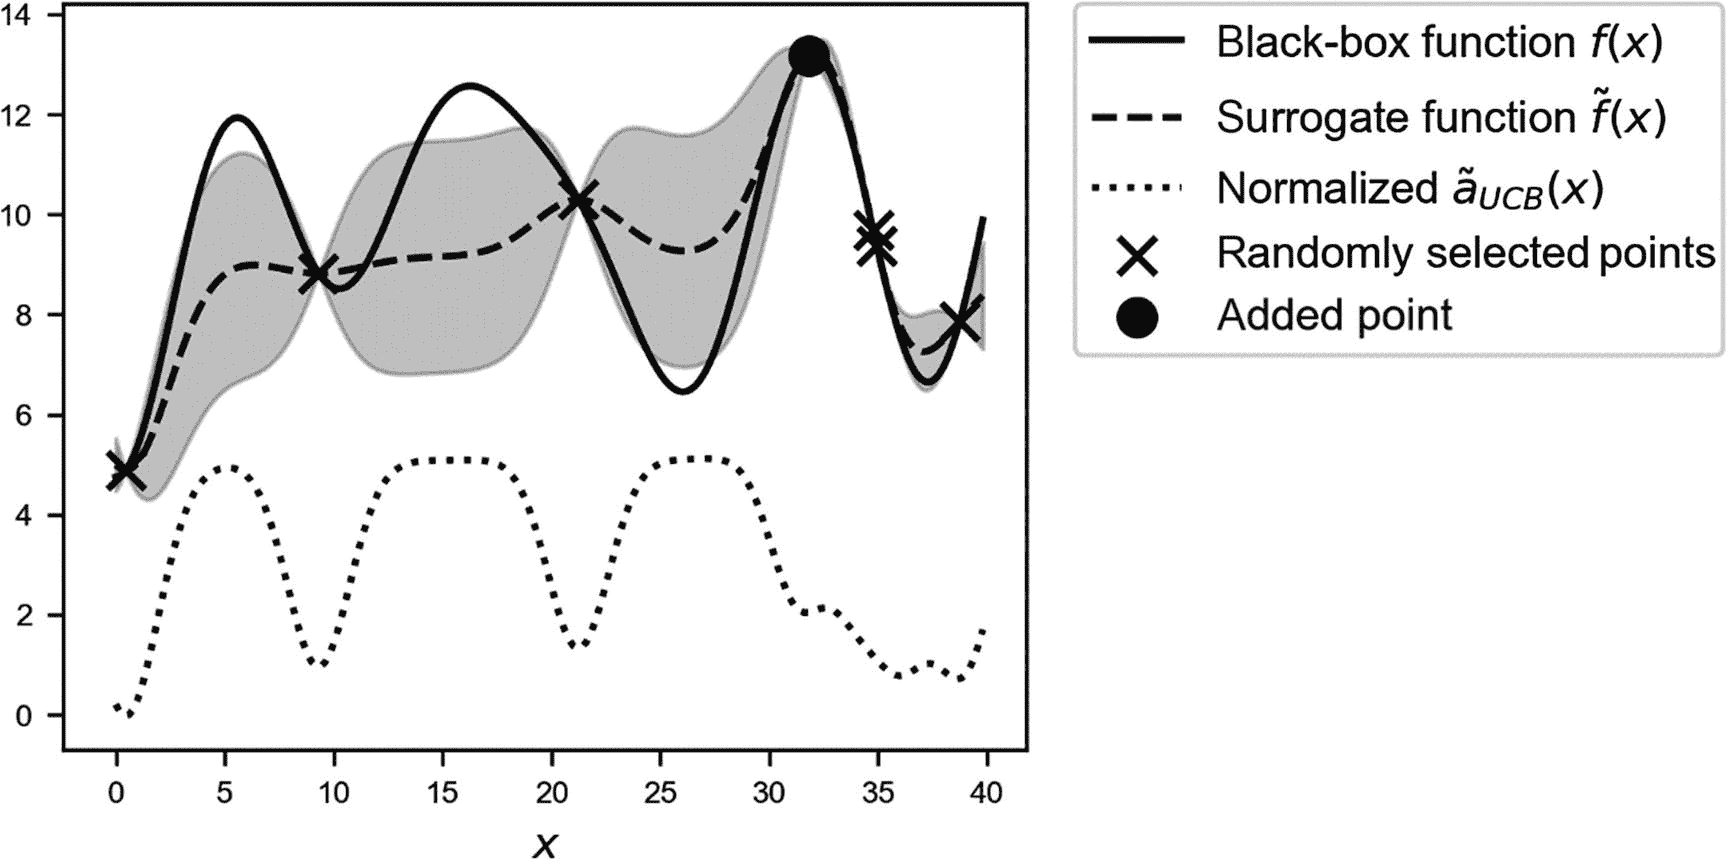 14
12
10
8
6
4
2
0
0 5 10 15 20 25 30 35 40
x
Black-box function f(x)
Surrogate function f̃(x)
Normalized ã_UCB(x)
Randomly selected points
Added point